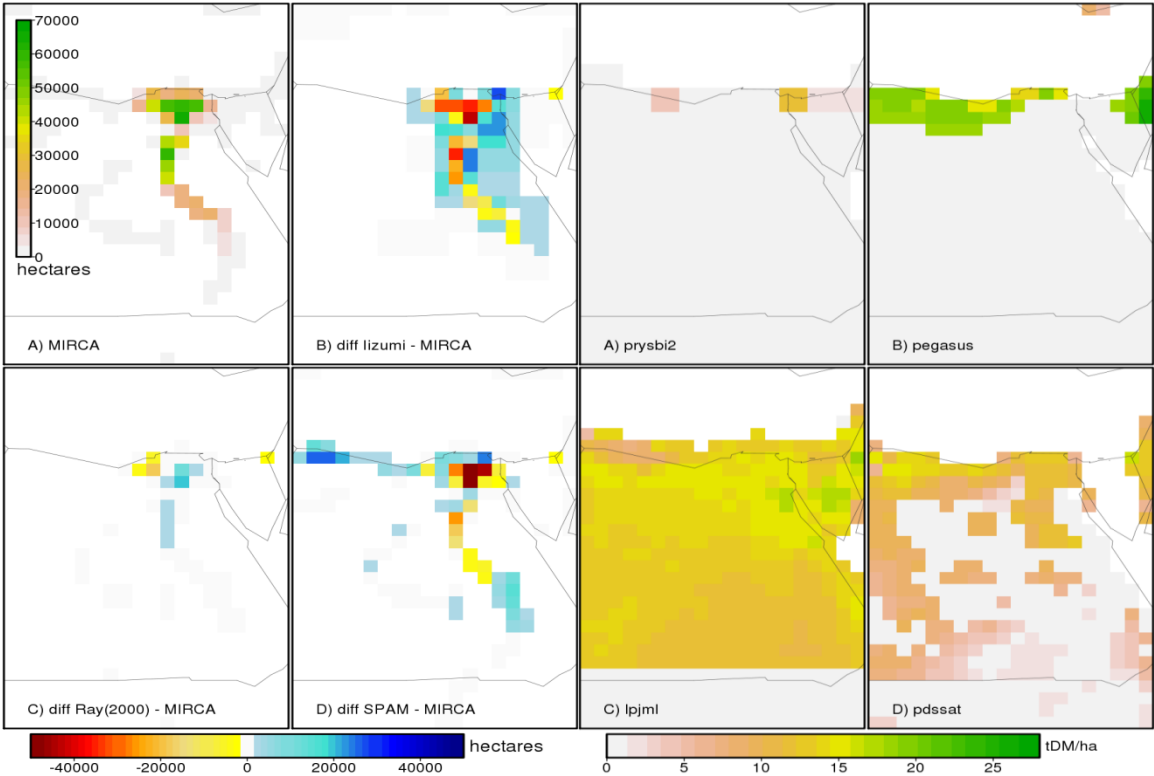 70000
60000
50000
40000
30000
20000
10000
0
hectares
A) MIRCA
B) diff Iizumi - MIRCA
A) prysbi2
B) pegasus
C) diff Ray(2000) - MIRCA
D) diff SPAM - MIRCA
C) lpjml
D) pdssat
hectares
-40000 -20000 0 20000 40000
tDM/ha
0 5 10 15 20 25